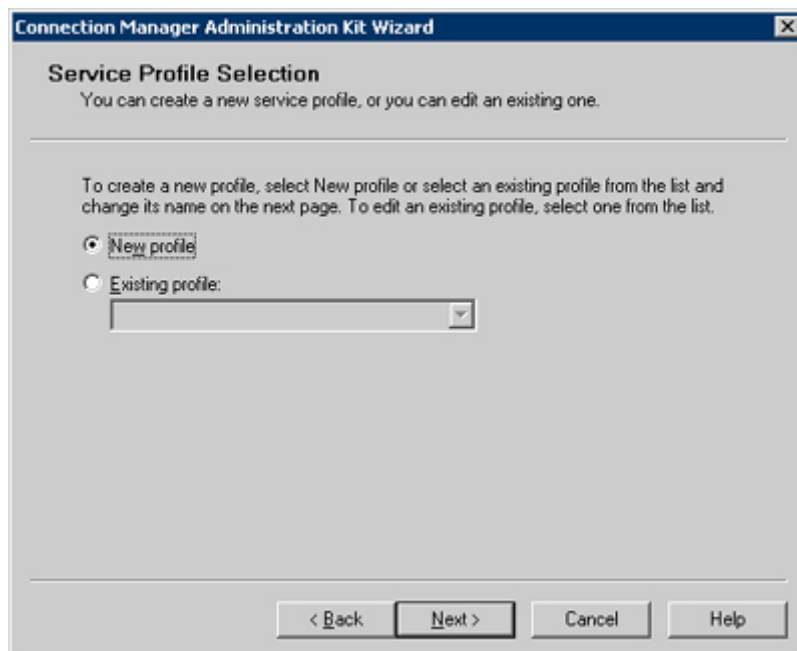 Connection Manager Administration Kit Wizard
Service Profile Selection
You can create a new service profile, or you can edit an existing one.
To create a new profile, select New profile or select an existing profile from the list and
change its name on the next page. To edit an existing profile, select one from the list.
New profile
Existing profile:
< Back Next > Cancel Help